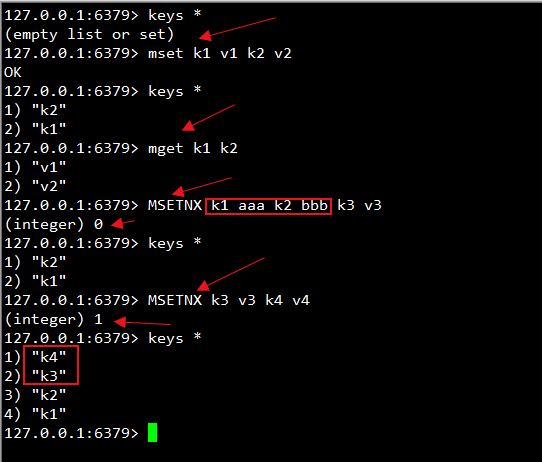 127.0.0.1:6379> keys *
(empty list or set)
127.0.0.1:6379> mset k1 v1 k2 v2
OK
127.0.0.1:6379> keys *
1) "k2"
2) "k1"
127.0.0.1:6379> mget k1 k2
1) "v1"
2) "v2"
127.0.0.1:6379> MSETNX k1 aaa k2 bbb k3 v3
(integer) 0
127.0.0.1:6379> keys *
1) "k2"
2) "k1"
127.0.0.1:6379> MSETNX k3 v3 k4 v4
(integer) 1
127.0.0.1:6379> keys *
1) "k4"
2) "k3"
3) "k2"
4) "k1"
127.0.0.1:6379>